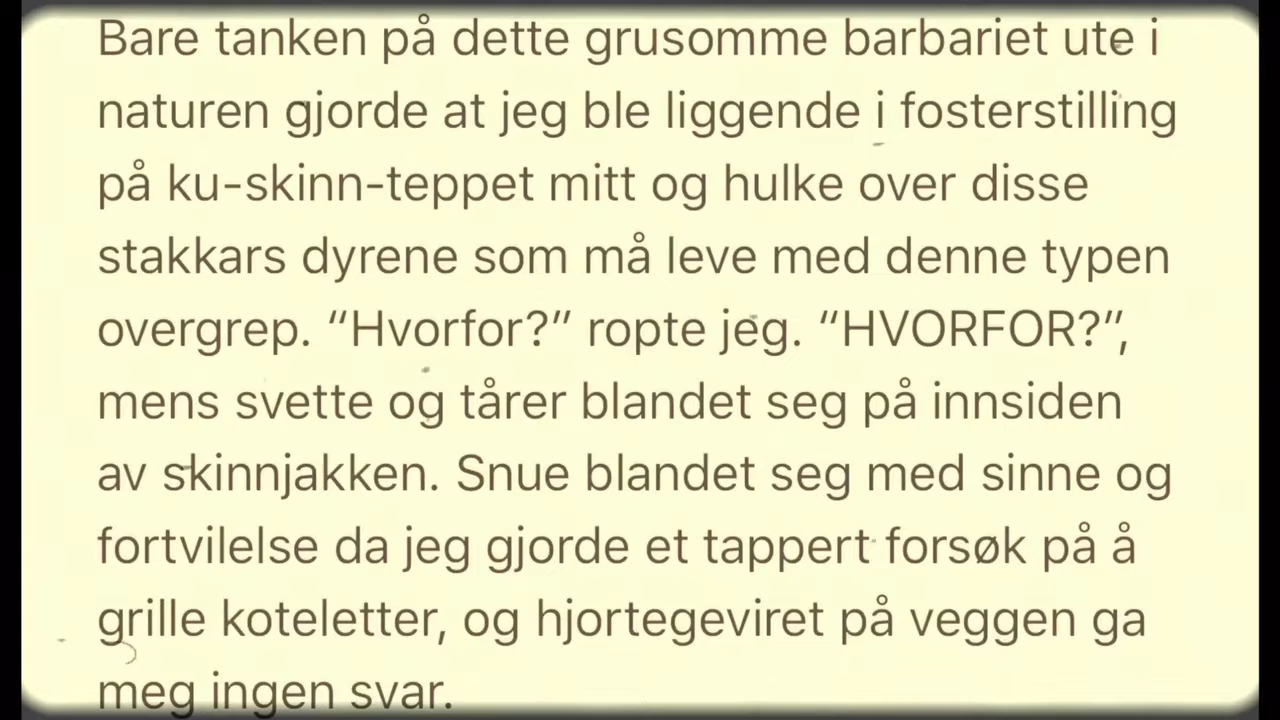 Bare tanken på dette grusomme barbariet ute i
naturen gjorde at jeg ble liggende i fosterstilling
på ku-skinn-teppet mitt og hulke over disse
stakkars dyrene som må leve med denne typen
overgrep. “Hvorfor?” ropte jeg. “HVORFOR?”,
mens svette og tårer blandet seg på innsiden
av skinnjakken. Snue blandet seg med sinne og
fortvilelse da jeg gjorde et tappert forsøk på å
grille koteletter, og hjortegeviret på veggen ga
meg ingen svar.